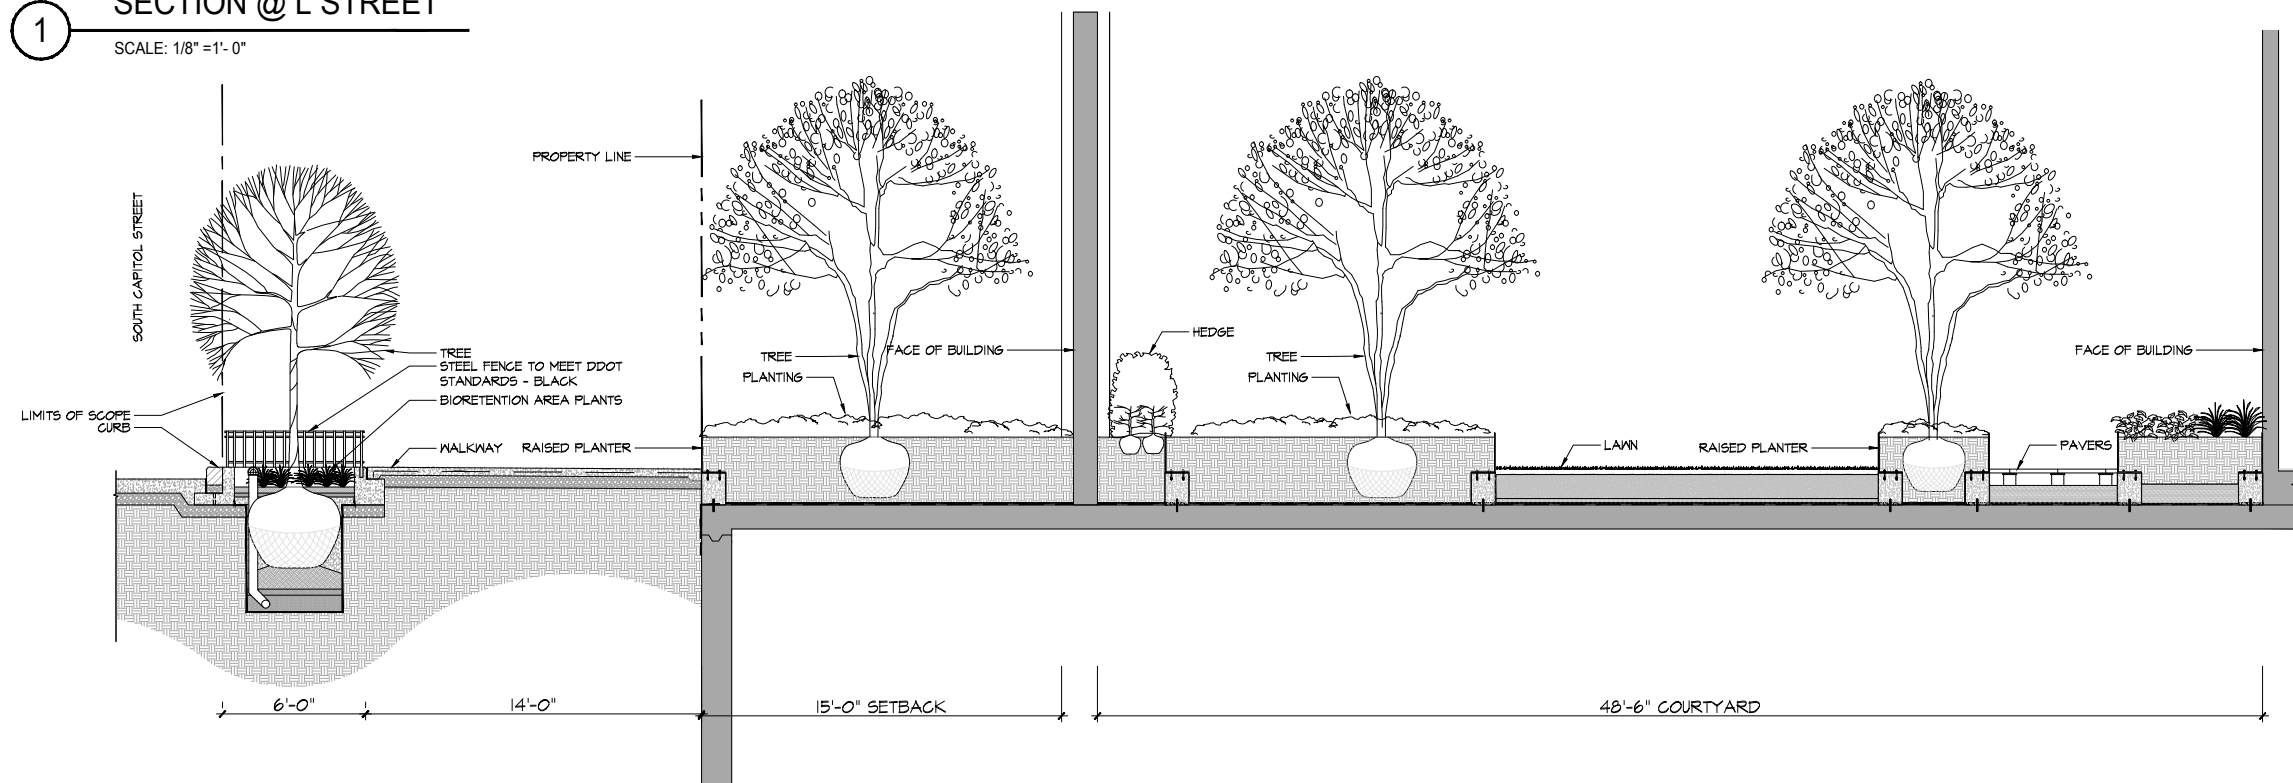 SECTION @ L STREET
1
SCALE: 1/8" =1'- 0"
PROPERTY LINE
SOUTH CAPITOL STREET
HEDGE
TREE
STEEL FENCE TO MEET DDOT
STANDARDS - BLACK
BIORETENTION AREA PLANTS
TREE
PLANTING
FACE OF BUILDING
TREE
PLANTING
FACE OF BUILDING
LIMITS OF SCOPE
CURB
WALKWAY
RAISED PLANTER
LAWN
RAISED PLANTER
PAVERS
6'-0"
14'-0"
15'-0" SETBACK
48'-6" COURTYARD